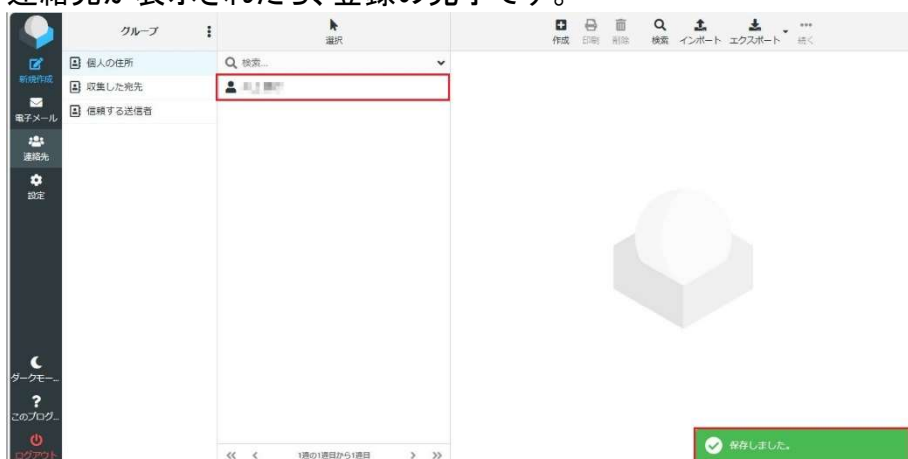 連絡先が表示されたら、登録の完了です。
グループ
選択
作成 印刷 削除 検索 インポート エクスポート 続く
新規作成
電子メール
連絡先
設定
個人の住所
収集した宛先
信頼する送信者
検索...
ダークモー...
このプログ...
ログアウト
1通の1通目から1通目
保存しました。